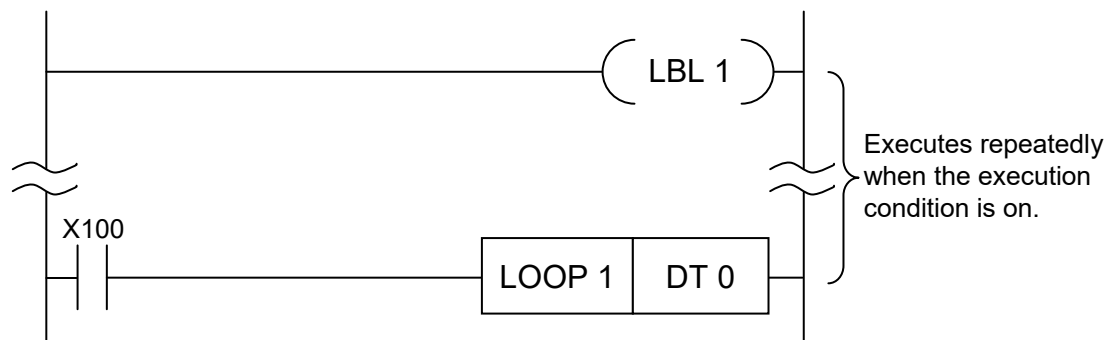 LBL 1
Executes repeatedly
when the execution
condition is on.
X100
LOOP 1 DT 0